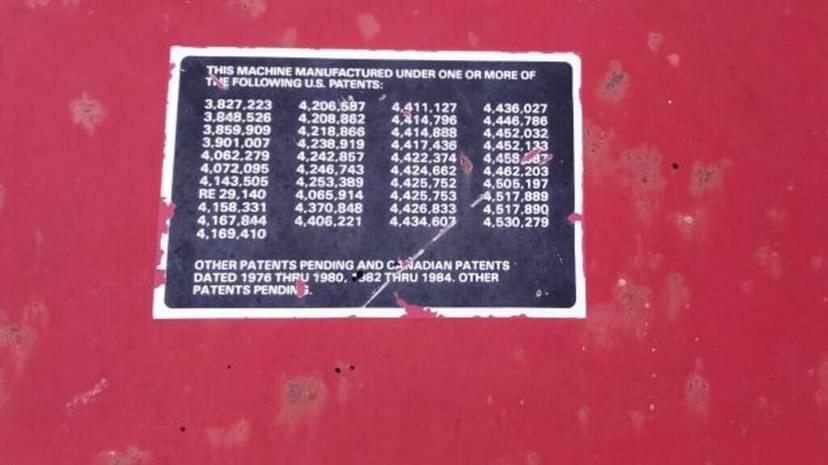 THIS MACHINE MANUFACTURED UNDER ONE OR MORE OF
THE FOLLOWING U.S. PATENTS:
3,827,223 4,206,587 4,411,127 4,436,027
3,848,526 4,208,862 4,414,796 4,446,786
3,859,909 4,218,866 4,414,888 4,452,032
3,901,007 4,238,919 4,417,436 4,452,133
4,062,279 4,242,857 4,422,374
4,072,095 4,246,743 4,424,662 4,462,203
4,143,505 4,253,389 4,425,752 4,505,197
RE 29,140 4,065,914 4,425,753 4,517,889
4,158,331 4,370,848 4,426,833 4,517,890
4,167,844 4,406,221 4,434,607 4,530,279
4,169,410
OTHER PATENTS PENDING AND CANADIAN PATENTS
DATED 1976 THRU 1980, 1982 THRU 1984. OTHER
PATENTS PENDING.